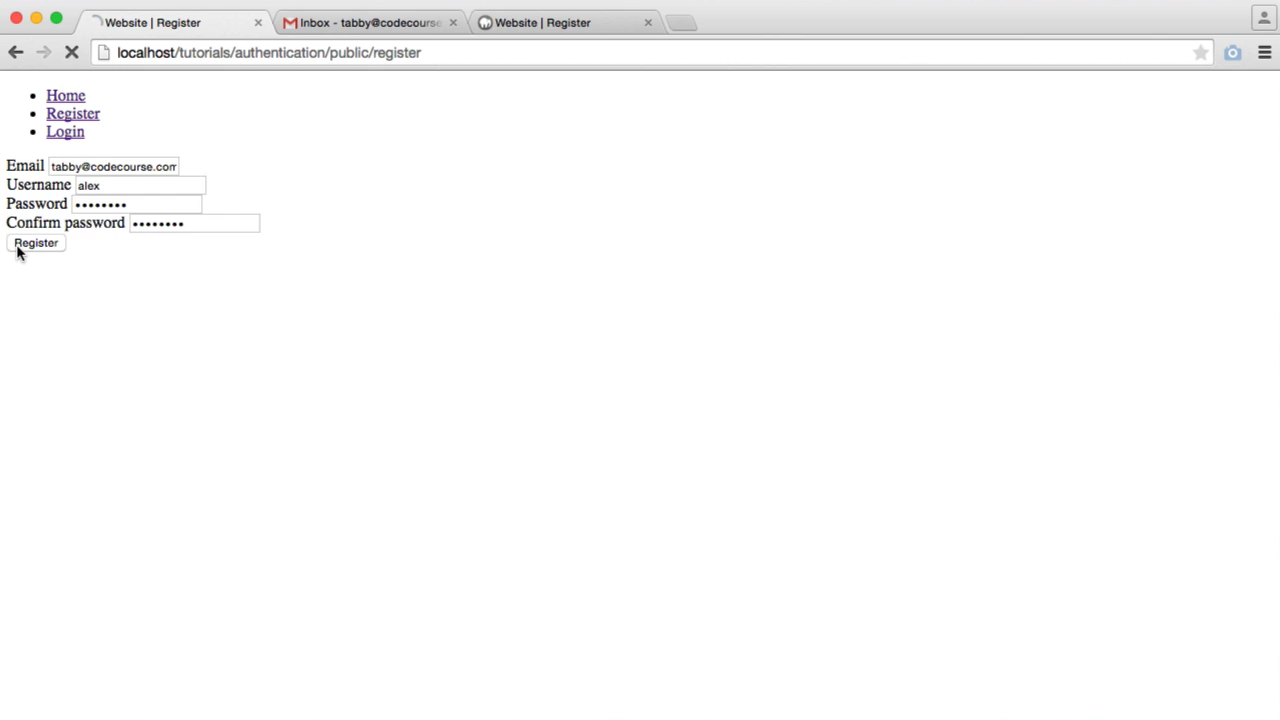 Website | Register
Inbox - tabby@codecourse
Website | Register
localhost/tutorials/authentication/public/register
Home
Register
Login
Email tabby@codecourse.com
Username alex
Password ••••••••
Confirm password ••••••••
Register